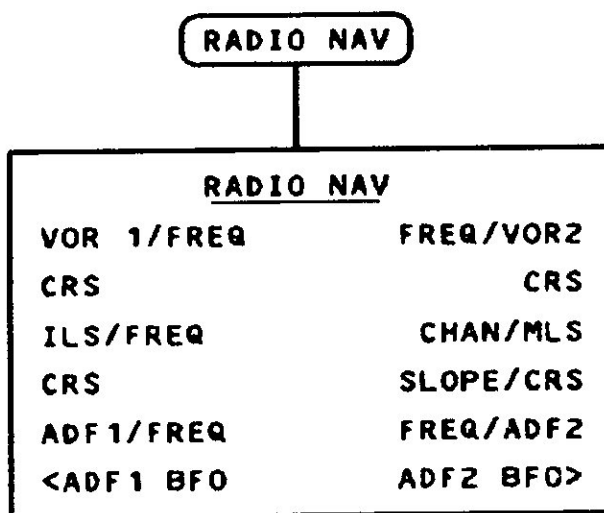 RADIO NAV
RADIO NAV
VOR 1/FREQ FREQ/VOR2
CRS CRS
ILS/FREQ CHAN/MLS
CRS SLOPE/CRS
ADF1/FREQ FREQ/ADF2
<ADF1 BFO ADF2 BFO>